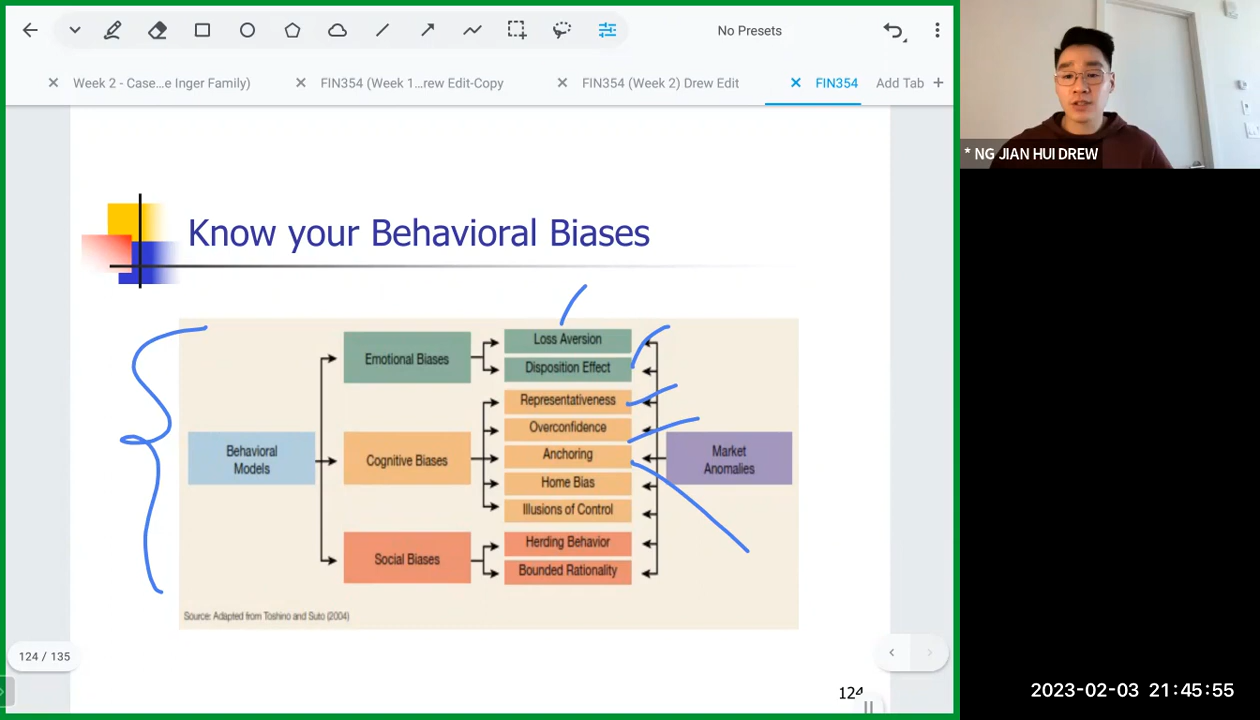 No Presets
Week 2 - Case...e Inger Family)
FIN354 (Week 1...rew Edit-Copy
FIN354 (Week 2) Drew Edit
FIN354
Add Tab
* NG JIAN HUI DREW
Know your Behavioral Biases
Loss Aversion
Emotional Biases
Disposition Effect
Representativeness
Overconfidence
Behavioral
Models
Cognitive Biases
Anchoring
Market
Anomalies
Home Bias
Illusions of Control
Herding Behavior
Social Biases
Bounded Rationality
Source: Adapted from Toshino and Suto (2004)
124 / 135
124
2023-02-03 21:45:55